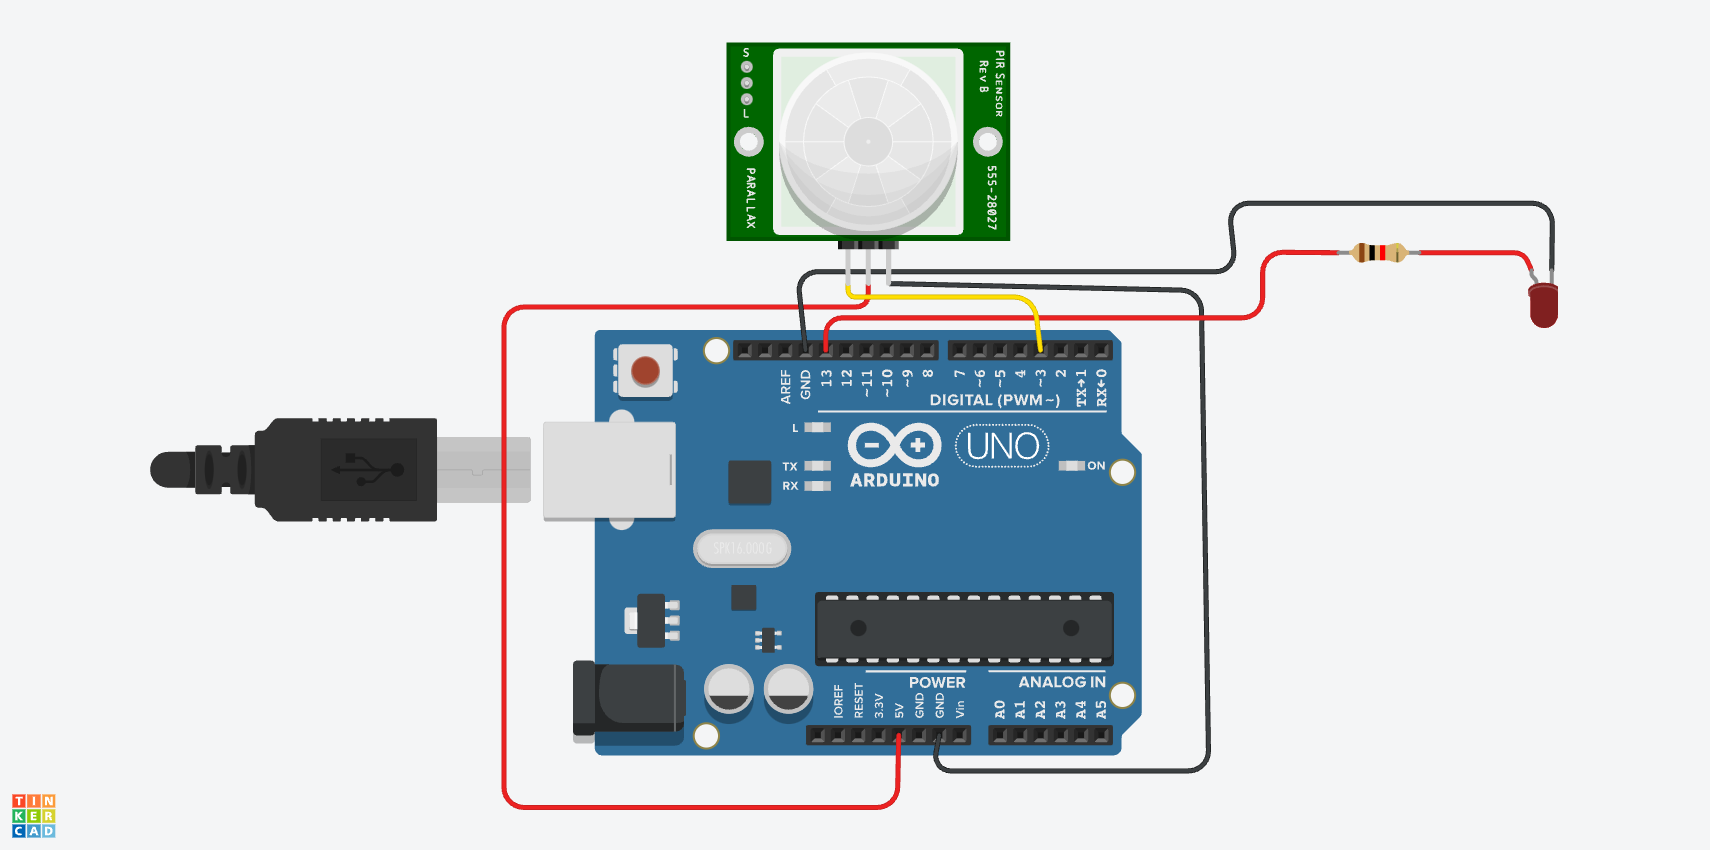 S
L
PARALLAX
PIR SENSOR
REV B
555-28027
AREF
GND
13
12
~11
~10
~9
8
7
~6
~5
4
~3
2
TX→1
RX←0
DIGITAL (PWM~)
L
TX
RX
ARDUINO
UNO
ON
SPK16.000G
POWER
ANALOG IN
IOREF
RESET
3.3V
5V
GND
GND
Vin
A0
A1
A2
A3
A4
A5
TIN
KER
CAD